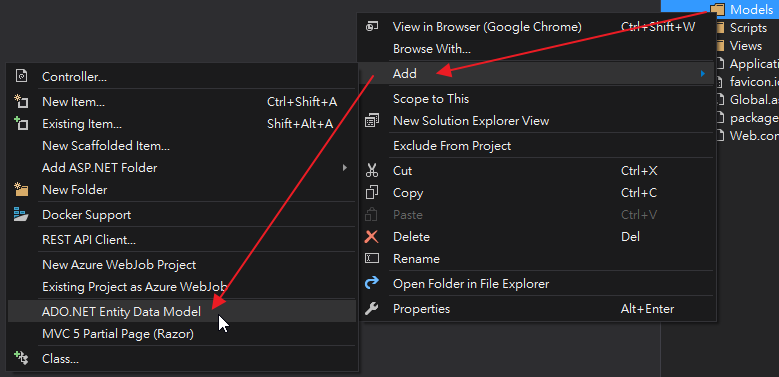 Controller...
New Item... Ctrl+Shift+A
Existing Item... Shift+Alt+A
New Scaffolded Item...
Add ASP.NET Folder
New Folder
Docker Support
REST API Client...
New Azure WebJob Project
Existing Project as Azure WebJob
ADO.NET Entity Data Model
MVC 5 Partial Page (Razor)
Class...
View in Browser (Google Chrome) Ctrl+Shift+W
Browse With...
Add
Scope to This
New Solution Explorer View
Exclude From Project
Cut Ctrl+X
Copy Ctrl+C
Paste Ctrl+V
Delete Del
Rename
Open Folder in File Explorer
Properties Alt+Enter
Models
Scripts
Views
Applicatio
favicon.ic
Global.as
package
Web.con